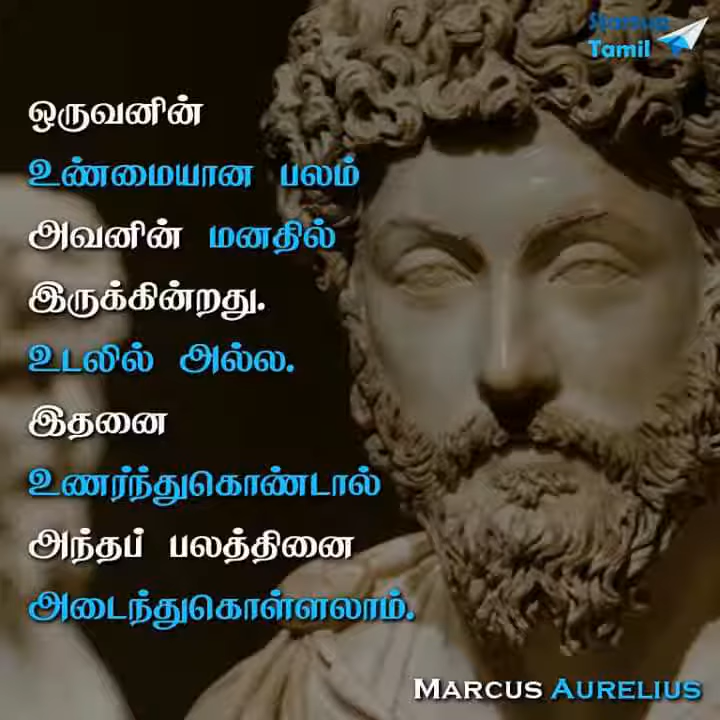 Startup
Tamil
ஒருவனின்
உண்மையான பலம்
அவனின் மனதில்
இருக்கின்றது.
உடலில் அல்ல.
இதனை
உணர்ந்துகொண்டால்
அந்தப் பலத்தினை
அடைந்துகொள்ளலாம்.
MARCUS AURELIUS